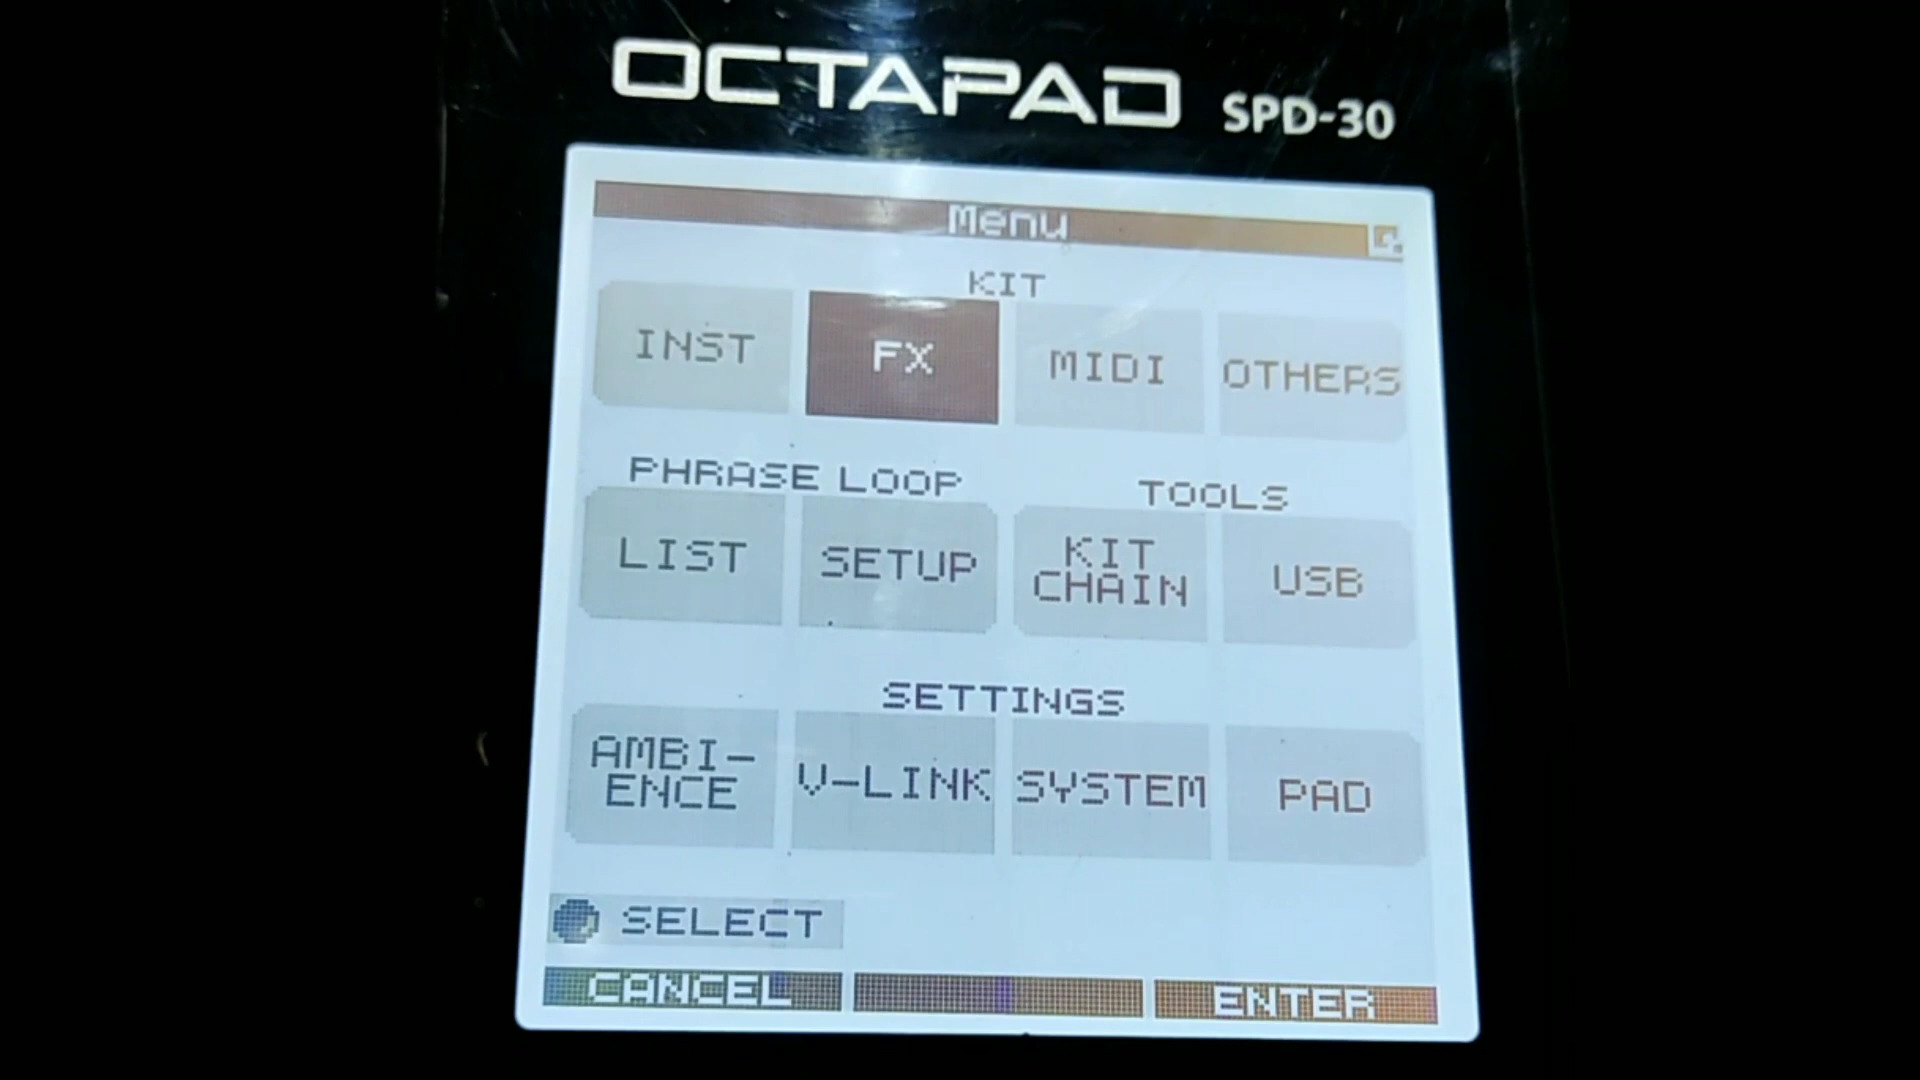 OCTAPAD SPD-30
Menu
KIT
INST FX MIDI OTHERS
PHRASE LOOP TOOLS
LIST SETUP KIT CHAIN USB
SETTINGS
AMBI-ENCE V-LINK SYSTEM PAD
SELECT
CANCEL ENTER